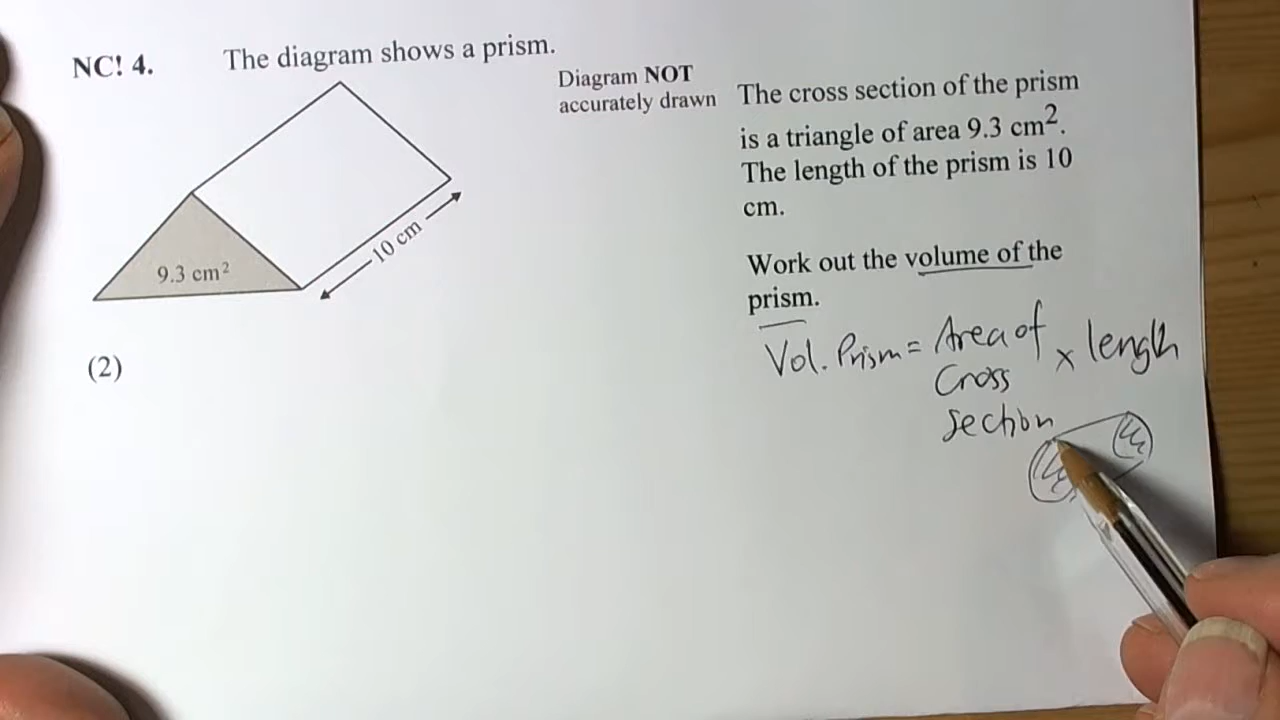 NC! 4. The diagram shows a prism.
Diagram NOT
accurately drawn
The cross section of the prism
is a triangle of area 9.3 cm².
The length of the prism is 10
cm.
Work out the volume of the
prism.
9.3 cm²
10 cm
(2)
Vol. Prism = Area of × length
Cross
section